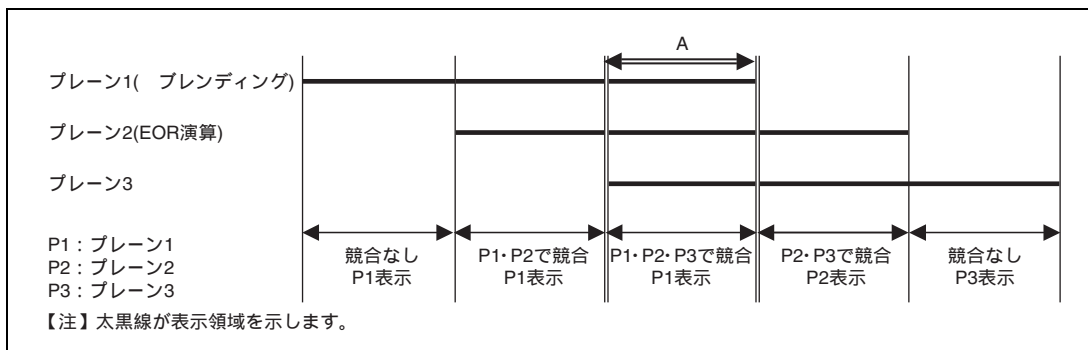 A
プレーン1(　ブレンディング)
プレーン2(EOR演算)
プレーン3
競合なし
P1表示
P1･P2で競合
P1表示
P1･P2･P3で競合
P1表示
P2･P3で競合
P2表示
競合なし
P3表示
P1：プレーン1
P2：プレーン2
P3：プレーン3
【注】太黒線が表示領域を示します。